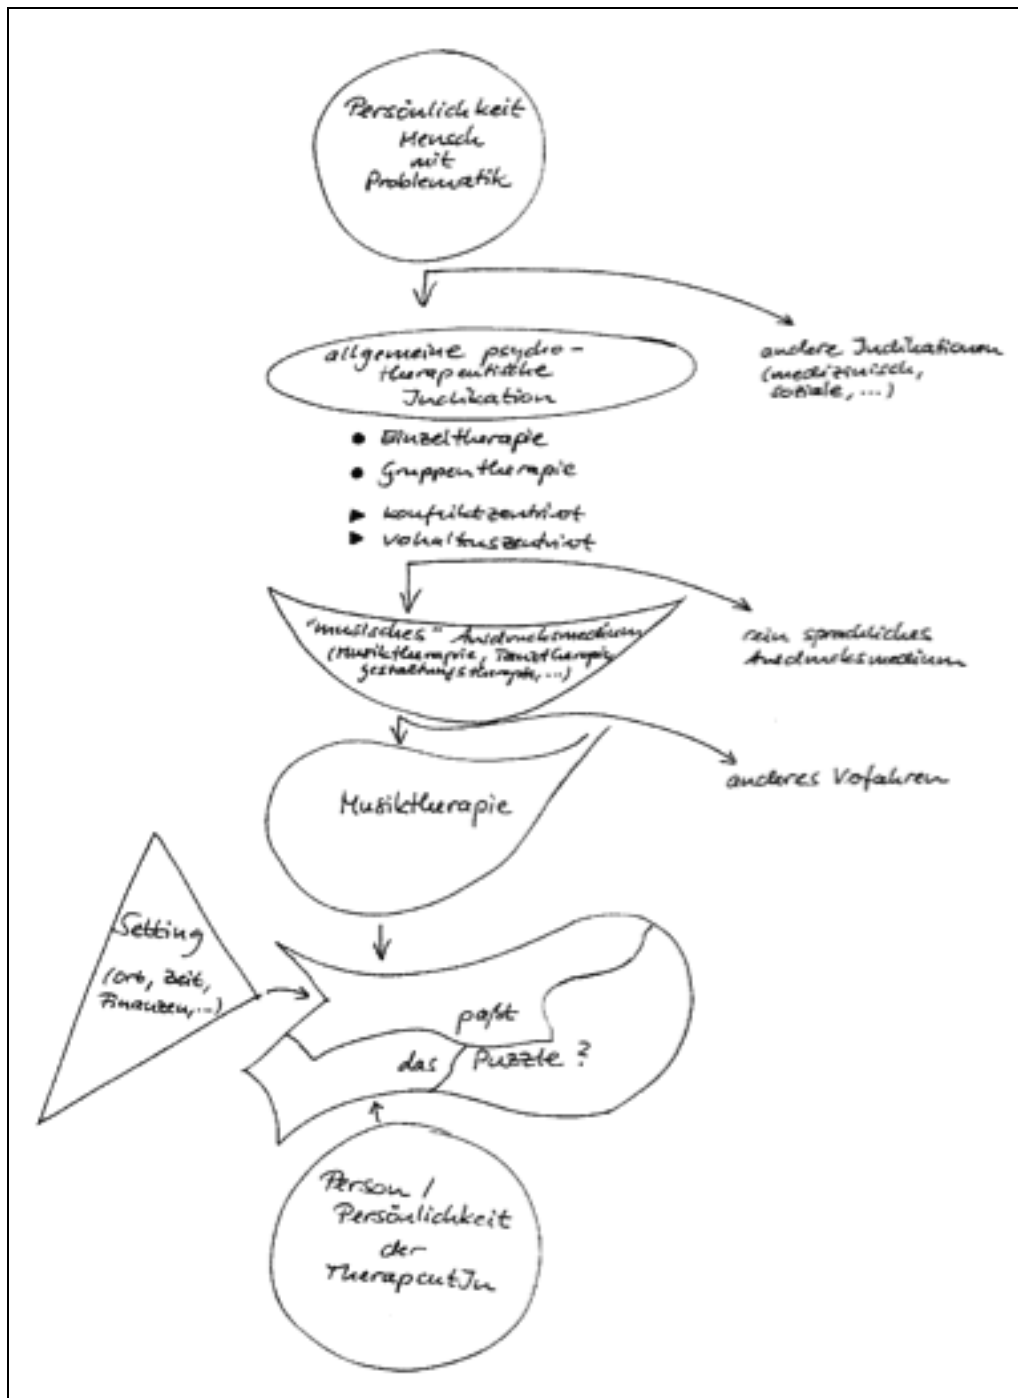 Persönlichkeit
Mensch
mit
Problematik
allgemeine psycho-
therapeutische
Indikation
andere Indikationen
(medizinisch,
soziale, ...)
• Einzeltherapie
• Gruppentherapie
► konfliktzentriert
► verhaltenszentriert
"musisches" Ausdrucksmedium
(Musiktherapie, Tanztherapie,
Gestaltungstherapie, ...)
rein sprachliches
Ausdrucksmedium
Musiktherapie
anderes Verfahren
Setting
(Ort, Zeit,
Finanzen, ...)
paßt
das Puzzle?
Person /
Persönlichkeit
der
TherapeutIn